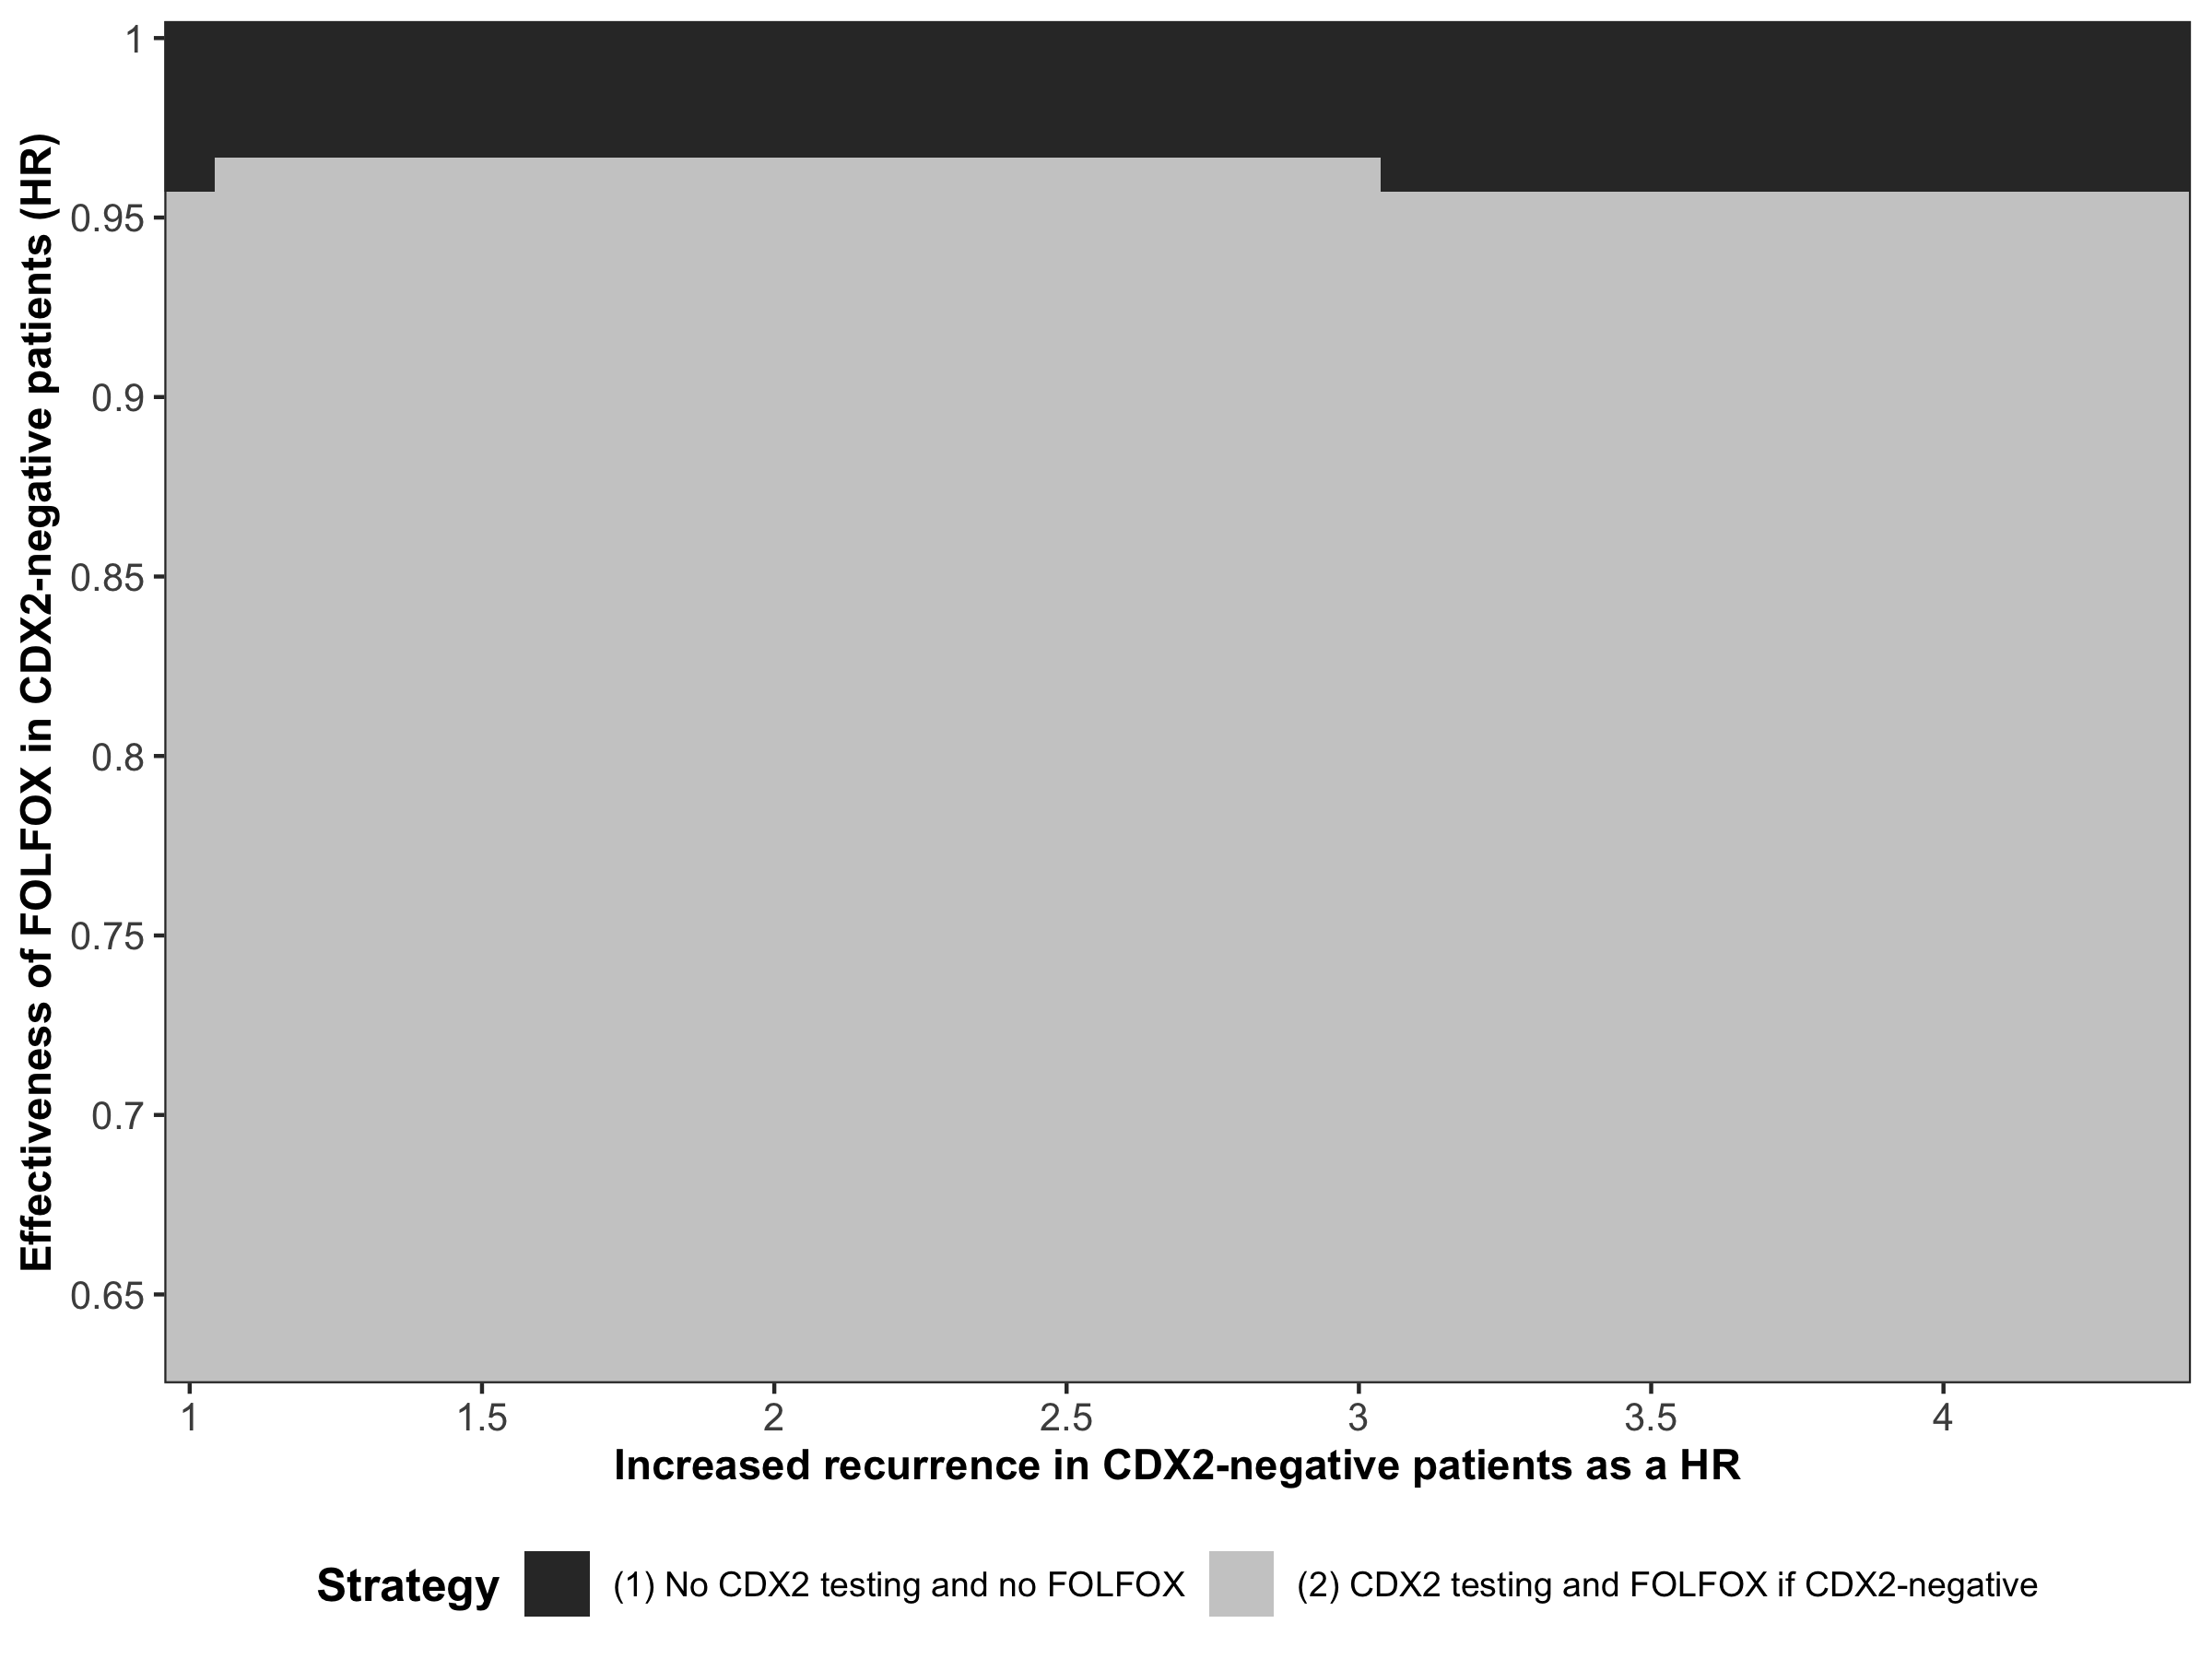 Effectiveness of FOLFOX in CDX2-negative patients (HR)
1
0.95
0.9
0.85
0.8
0.75
0.7
0.65
1 1.5 2 2.5 3 3.5 4
Increased recurrence in CDX2-negative patients as a HR
Strategy (1) No CDX2 testing and no FOLFOX (2) CDX2 testing and FOLFOX if CDX2-negative